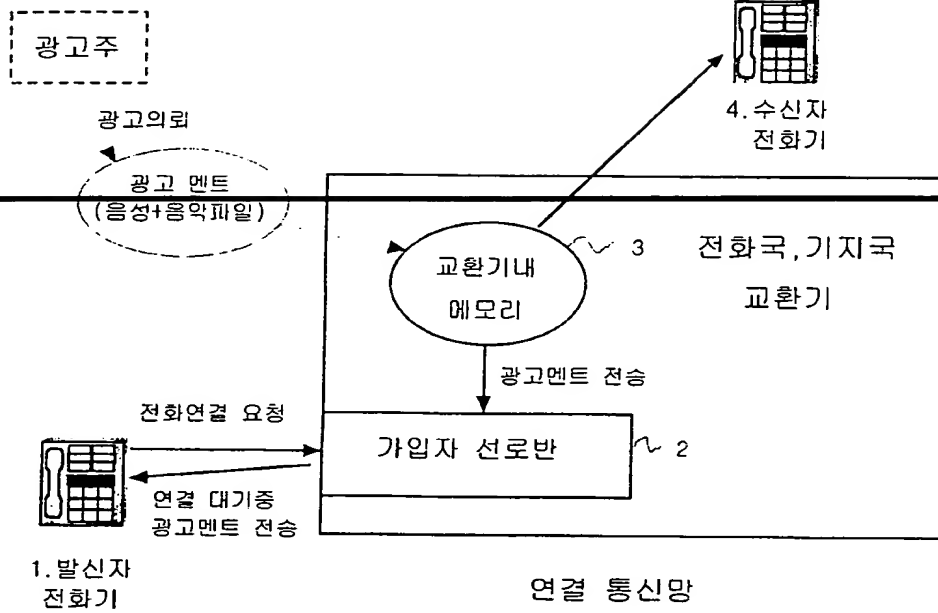 광고주
4.수신자
전화기
광고의뢰
광고 멘트
(음성+음악파일)
3
전화국,기지국
교환기
교환기내
메모리
광고멘트 전송
전화연결 요청
가입자 선로반
2
연결 대기중
광고멘트 전송
1.발신자
전화기
연결 통신망